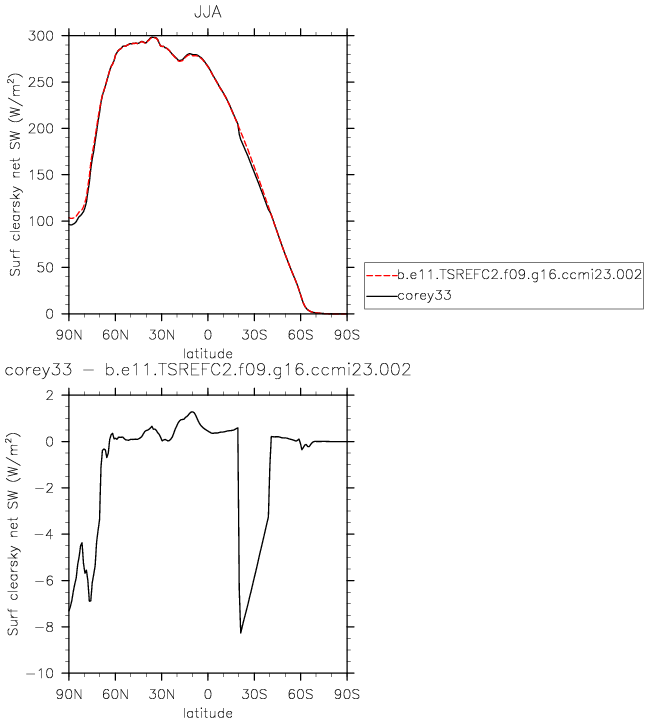 JJA
Surf clearsky net SW (W/m²)
300
250
200
150
100
50
0
90N 60N 30N 0 30S 60S 90S
latitude
b.e11.TSREFC2.f09.g16.ccmi23.002
corey33
corey33 - b.e11.TSREFC2.f09.g16.ccmi23.002
Surf clearsky net SW (W/m²)
2
0
-2
-4
-6
-8
-10
90N 60N 30N 0 30S 60S 90S
latitude